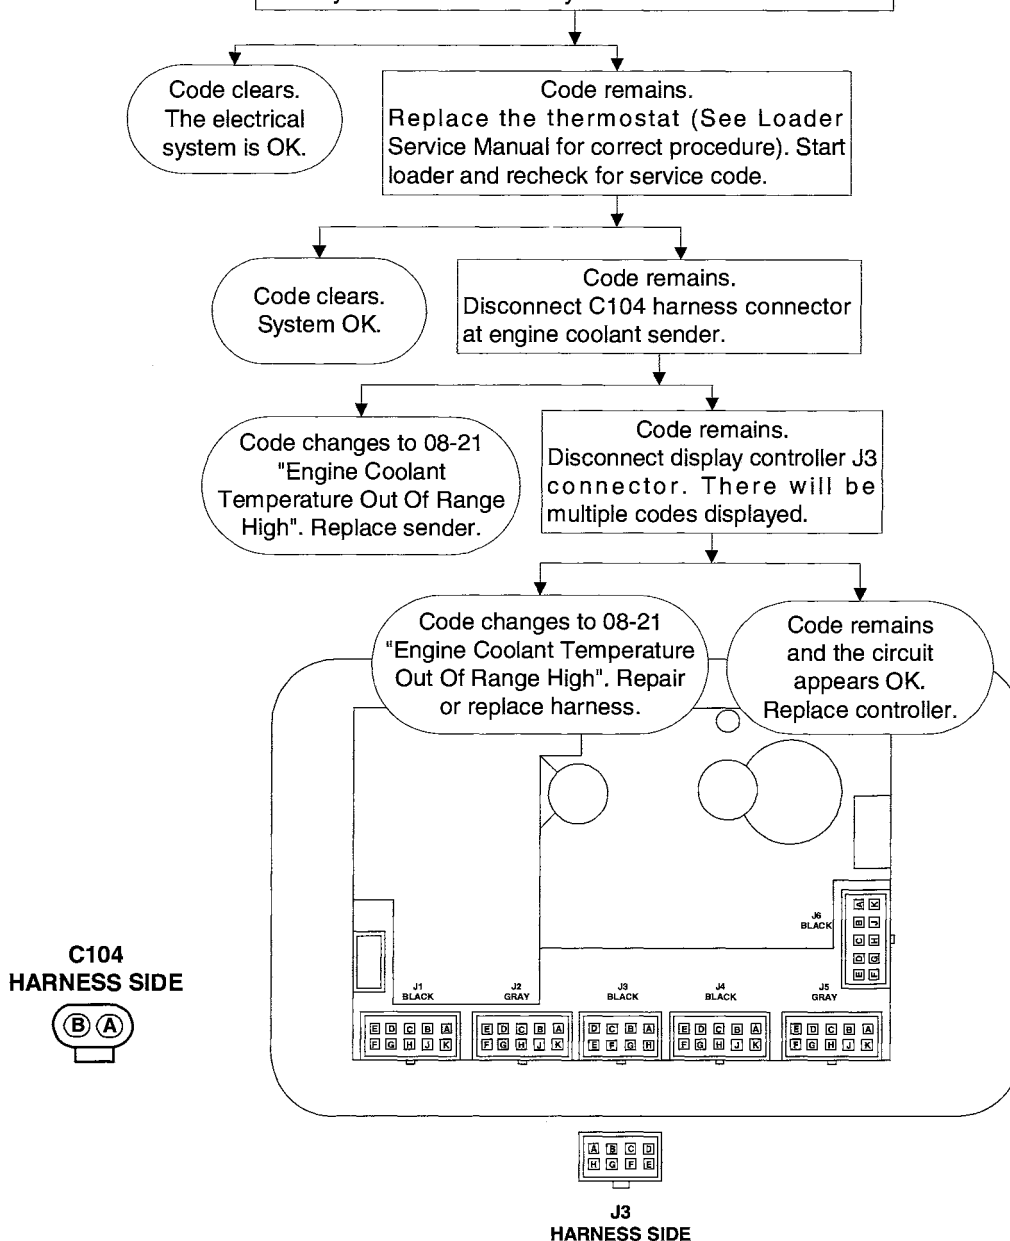 Code clears.
The electrical
system is OK.
Code remains.
Replace the thermostat (See Loader
Service Manual for correct procedure). Start
loader and recheck for service code.
Code clears.
System OK.
Code remains.
Disconnect C104 harness connector
at engine coolant sender.
Code changes to 08-21
"Engine Coolant
Temperature Out Of Range
High". Replace sender.
Code remains.
Disconnect display controller J3
connector. There will be
multiple codes displayed.
Code changes to 08-21
"Engine Coolant Temperature
Out Of Range High". Repair
or replace harness.
Code remains
and the circuit
appears OK.
Replace controller.
J6
BLACK
A K
B J
C H
D G
E F
C104
HARNESS SIDE
B A
J1
BLACK
E D C B A
F G H J K
J2
GRAY
E D C B A
F G H J K
J3
BLACK
D C B A
E F G H
J4
BLACK
E D C B A
F G H J K
J5
GRAY
E D C B A
F G H J K
A B C D
H G F E
J3
HARNESS SIDE